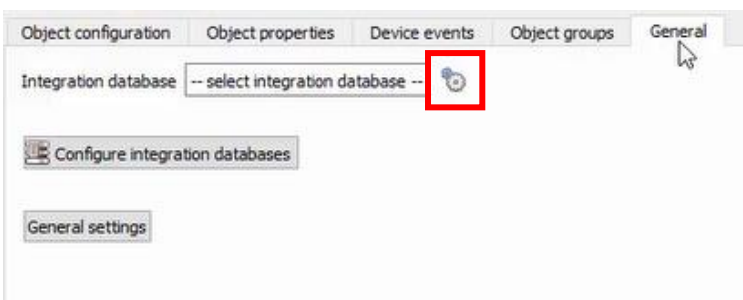 Object configuration Object properties Device events Object groups General
Integration database -- select integration database --
Configure integration databases
General settings